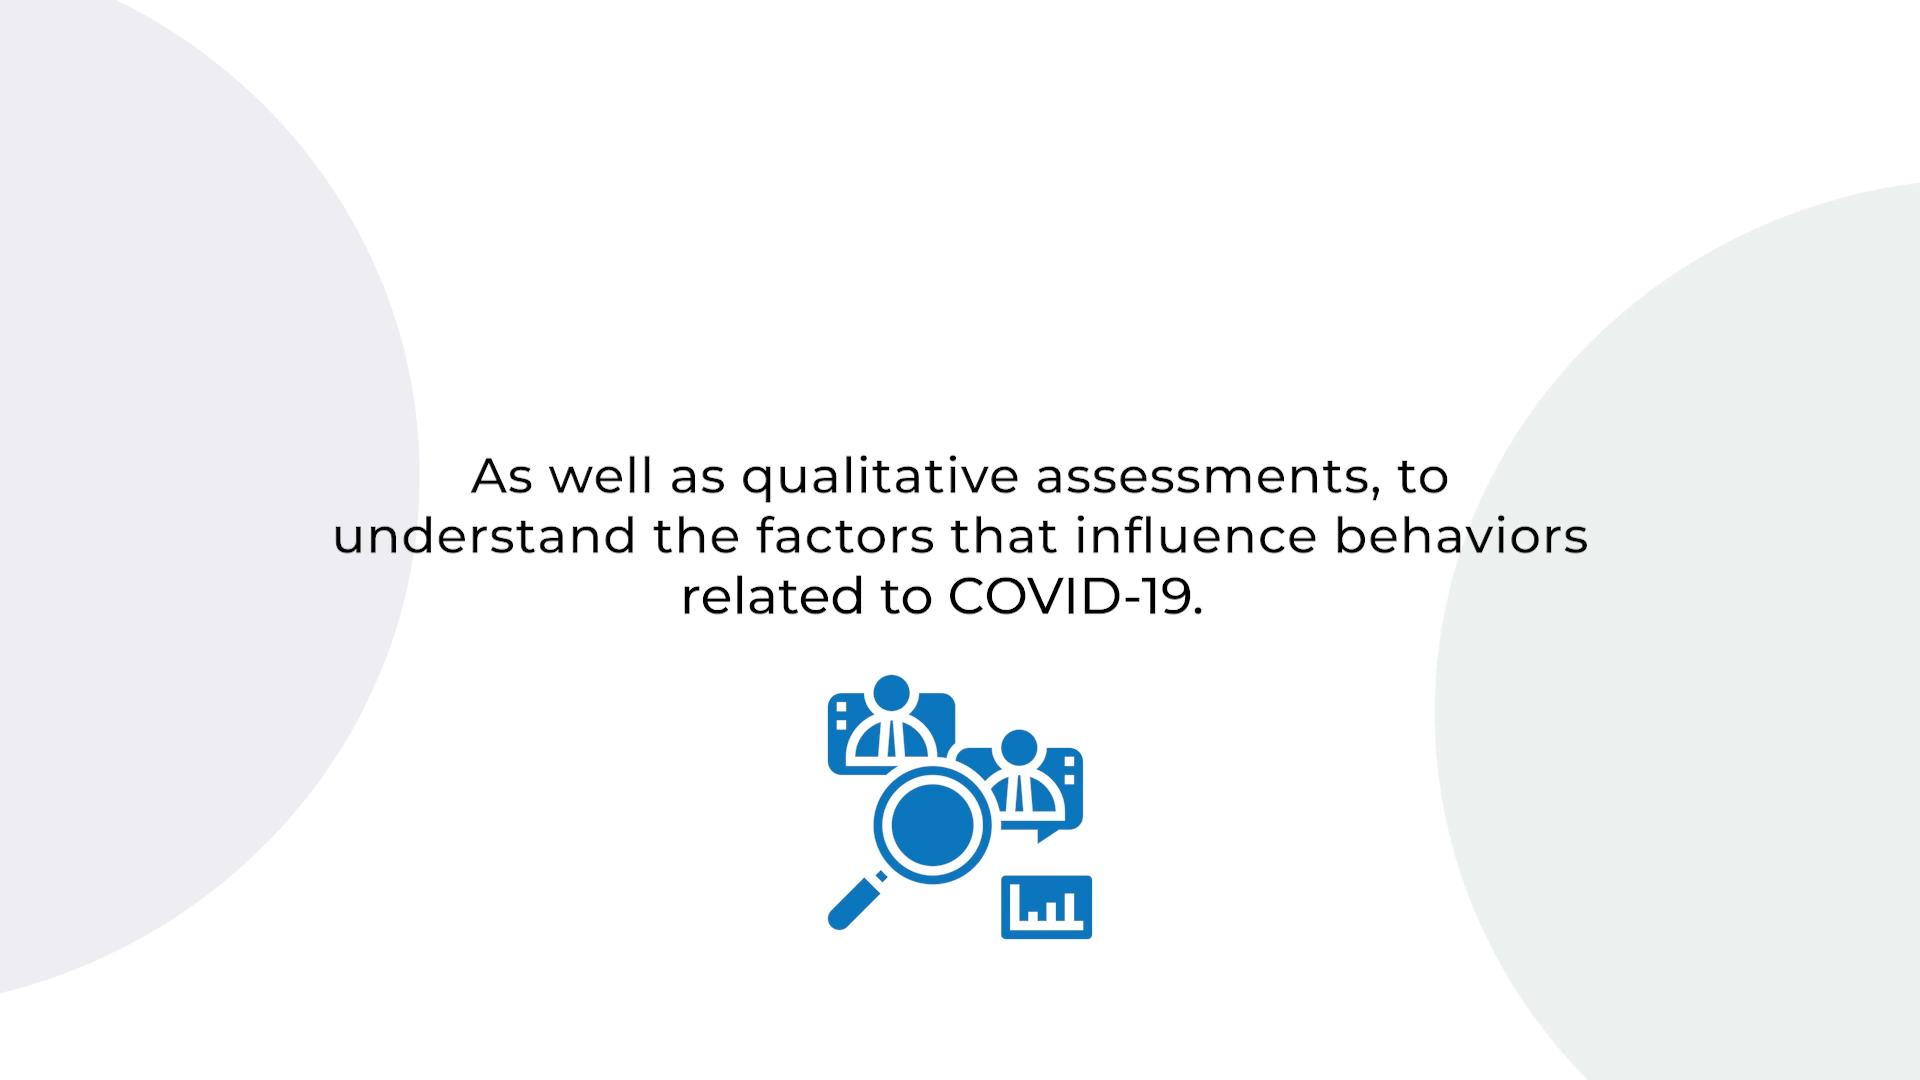 As well as qualitative assessments, to
understand the factors that influence behaviors
related to COVID-19.